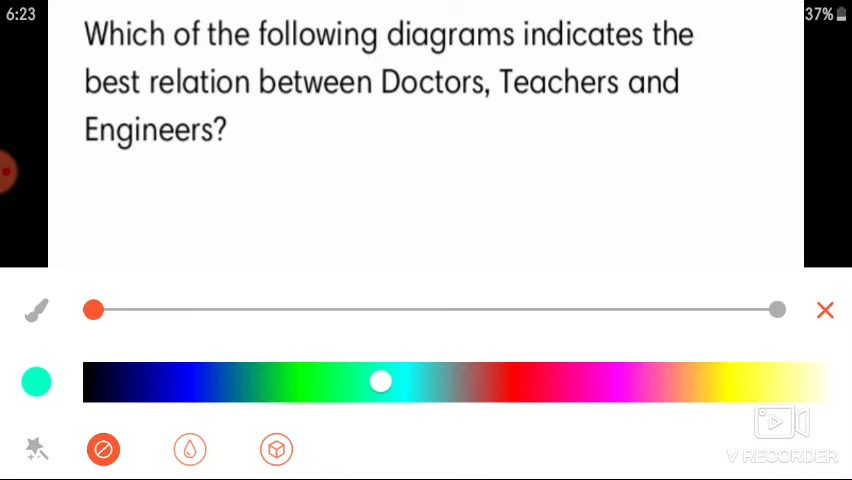 6:23
37%
Which of the following diagrams indicates the
best relation between Doctors, Teachers and
Engineers?
V RECORDER